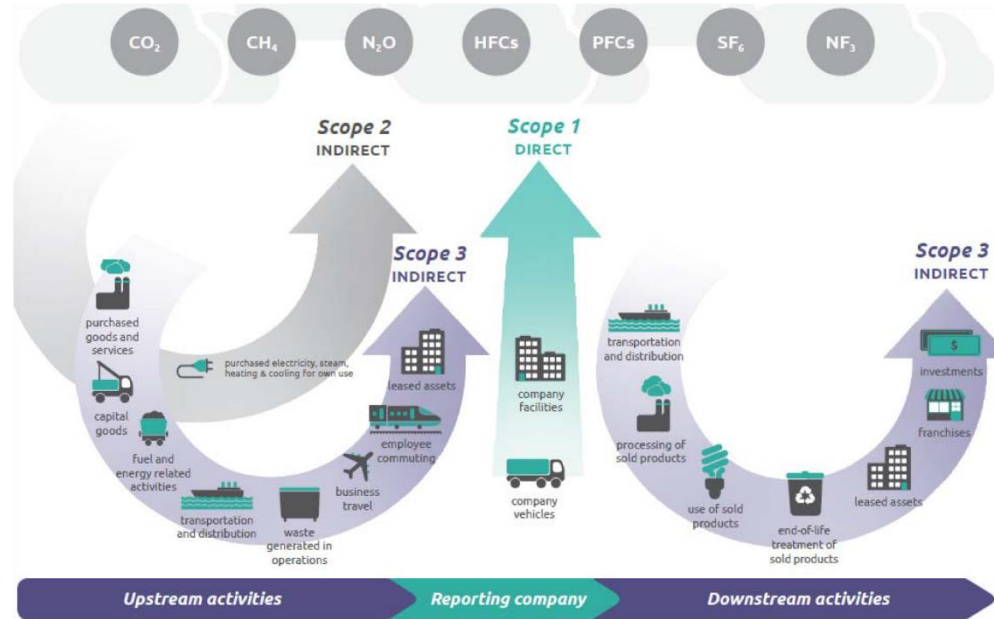 CO₂
CH₄
N₂O
HFCs
PFCs
SF₆
NF₃
Scope 2
INDIRECT
Scope 1
DIRECT
Scope 3
INDIRECT
Scope 3
INDIRECT
purchased
goods and
services
capital
goods
fuel and
energy related
activities
purchased electricity, steam,
heating & cooling for own use
transportation
and distribution
waste
generated in
operations
business
travel
employee
commuting
leased assets
company
facilities
company
vehicles
transportation
and distribution
processing of
sold products
use of sold
products
end-of-life
treatment of
sold products
leased assets
franchises
$
investments
Upstream activities
Reporting company
Downstream activities